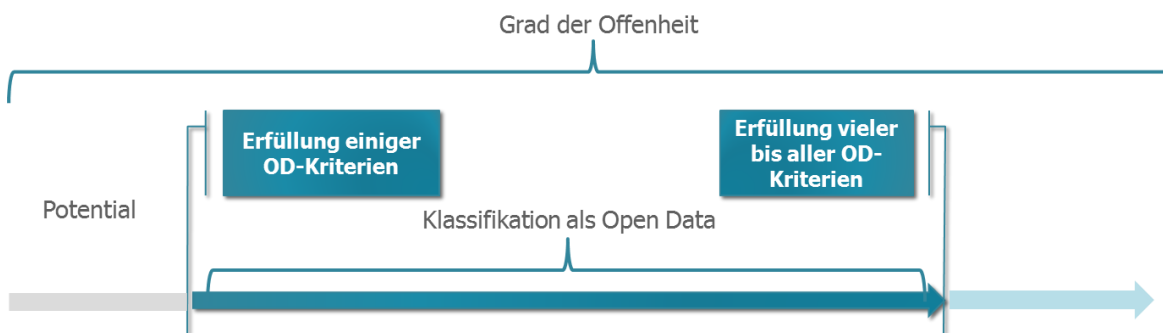 Grad der Offenheit
Erfüllung einiger
OD-Kriterien
Erfüllung vieler
bis aller OD-
Kriterien
Potential
Klassifikation als Open Data